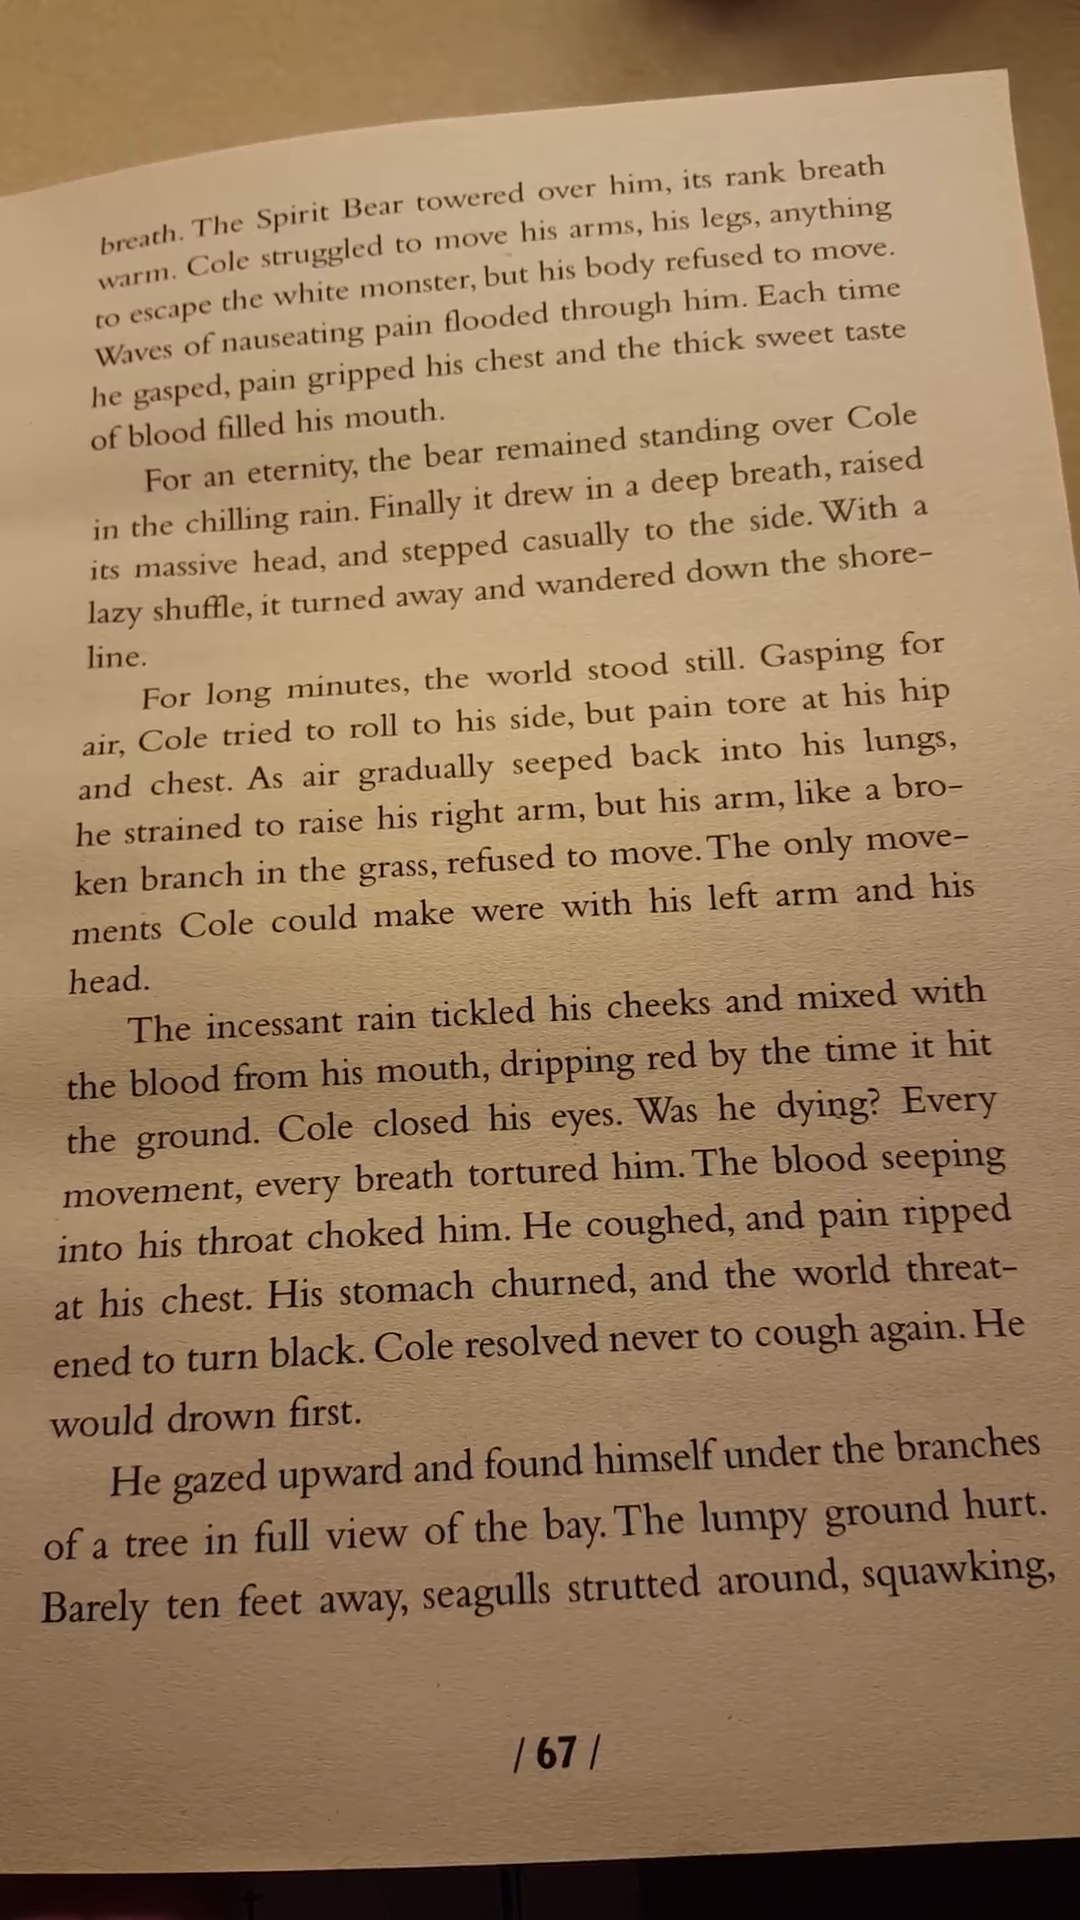 breath. The Spirit Bear towered over him, its rank breath
warm. Cole struggled to move his arms, his legs, anything
to escape the white monster, but his body refused to move.
Waves of nauseating pain flooded through him. Each time
he gasped, pain gripped his chest and the thick sweet taste
of blood filled his mouth.
For an eternity, the bear remained standing over Cole
in the chilling rain. Finally it drew in a deep breath, raised
its massive head, and stepped casually to the side. With a
lazy shuffle, it turned away and wandered down the shore-
line.
For long minutes, the world stood still. Gasping for
air, Cole tried to roll to his side, but pain tore at his hip
and chest. As air gradually seeped back into his lungs,
he strained to raise his right arm, but his arm, like a bro-
ken branch in the grass, refused to move. The only move-
ments Cole could make were with his left arm and his
head.
The incessant rain tickled his cheeks and mixed with
the blood from his mouth, dripping red by the time it hit
the ground. Cole closed his eyes. Was he dying? Every
movement, every breath tortured him. The blood seeping
into his throat choked him. He coughed, and pain ripped
at his chest. His stomach churned, and the world threat-
ened to turn black. Cole resolved never to cough again. He
would drown first.
He gazed upward and found himself under the branches
of a tree in full view of the bay. The lumpy ground hurt.
Barely ten feet away, seagulls strutted around, squawking,
/ 67 /